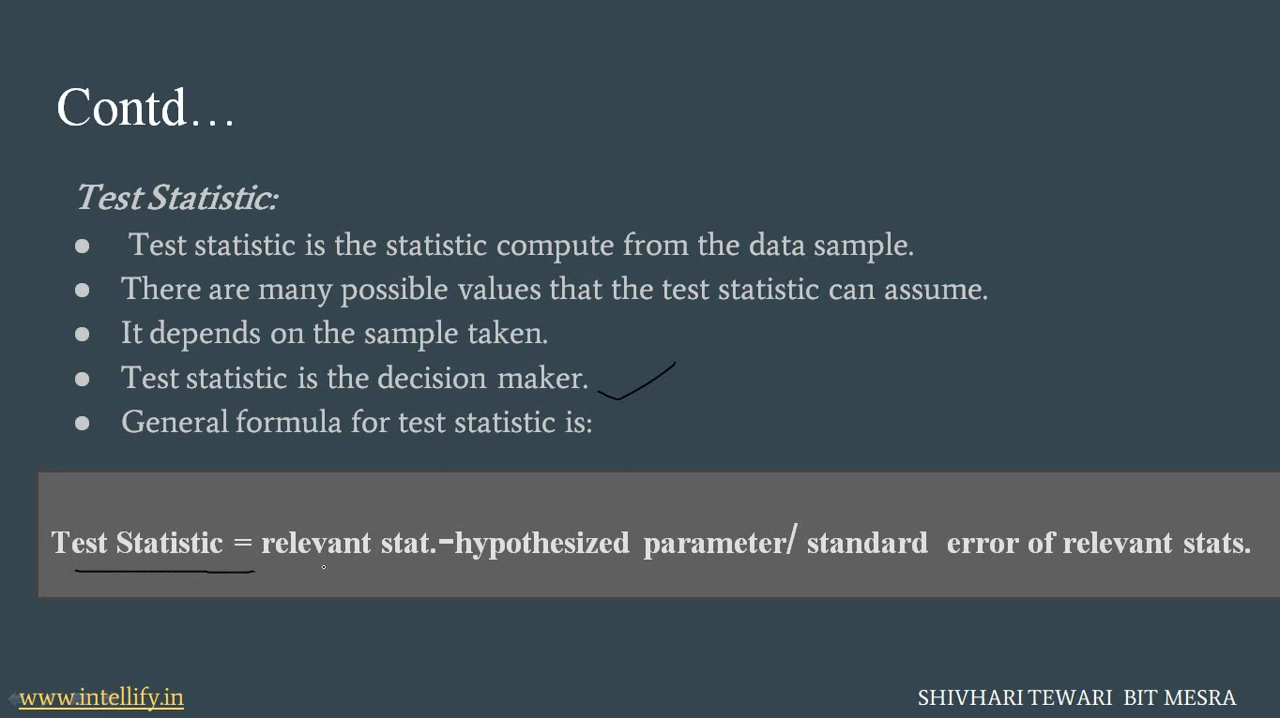 Contd...
Test Statistic:
● Test statistic is the statistic compute from the data sample.
● There are many possible values that the test statistic can assume.
● It depends on the sample taken.
● Test statistic is the decision maker.
● General formula for test statistic is:
Test Statistic = relevant stat.-hypothesized parameter/ standard error of relevant stats.
www.intellify.in
SHIVHARI TEWARI BIT MESRA